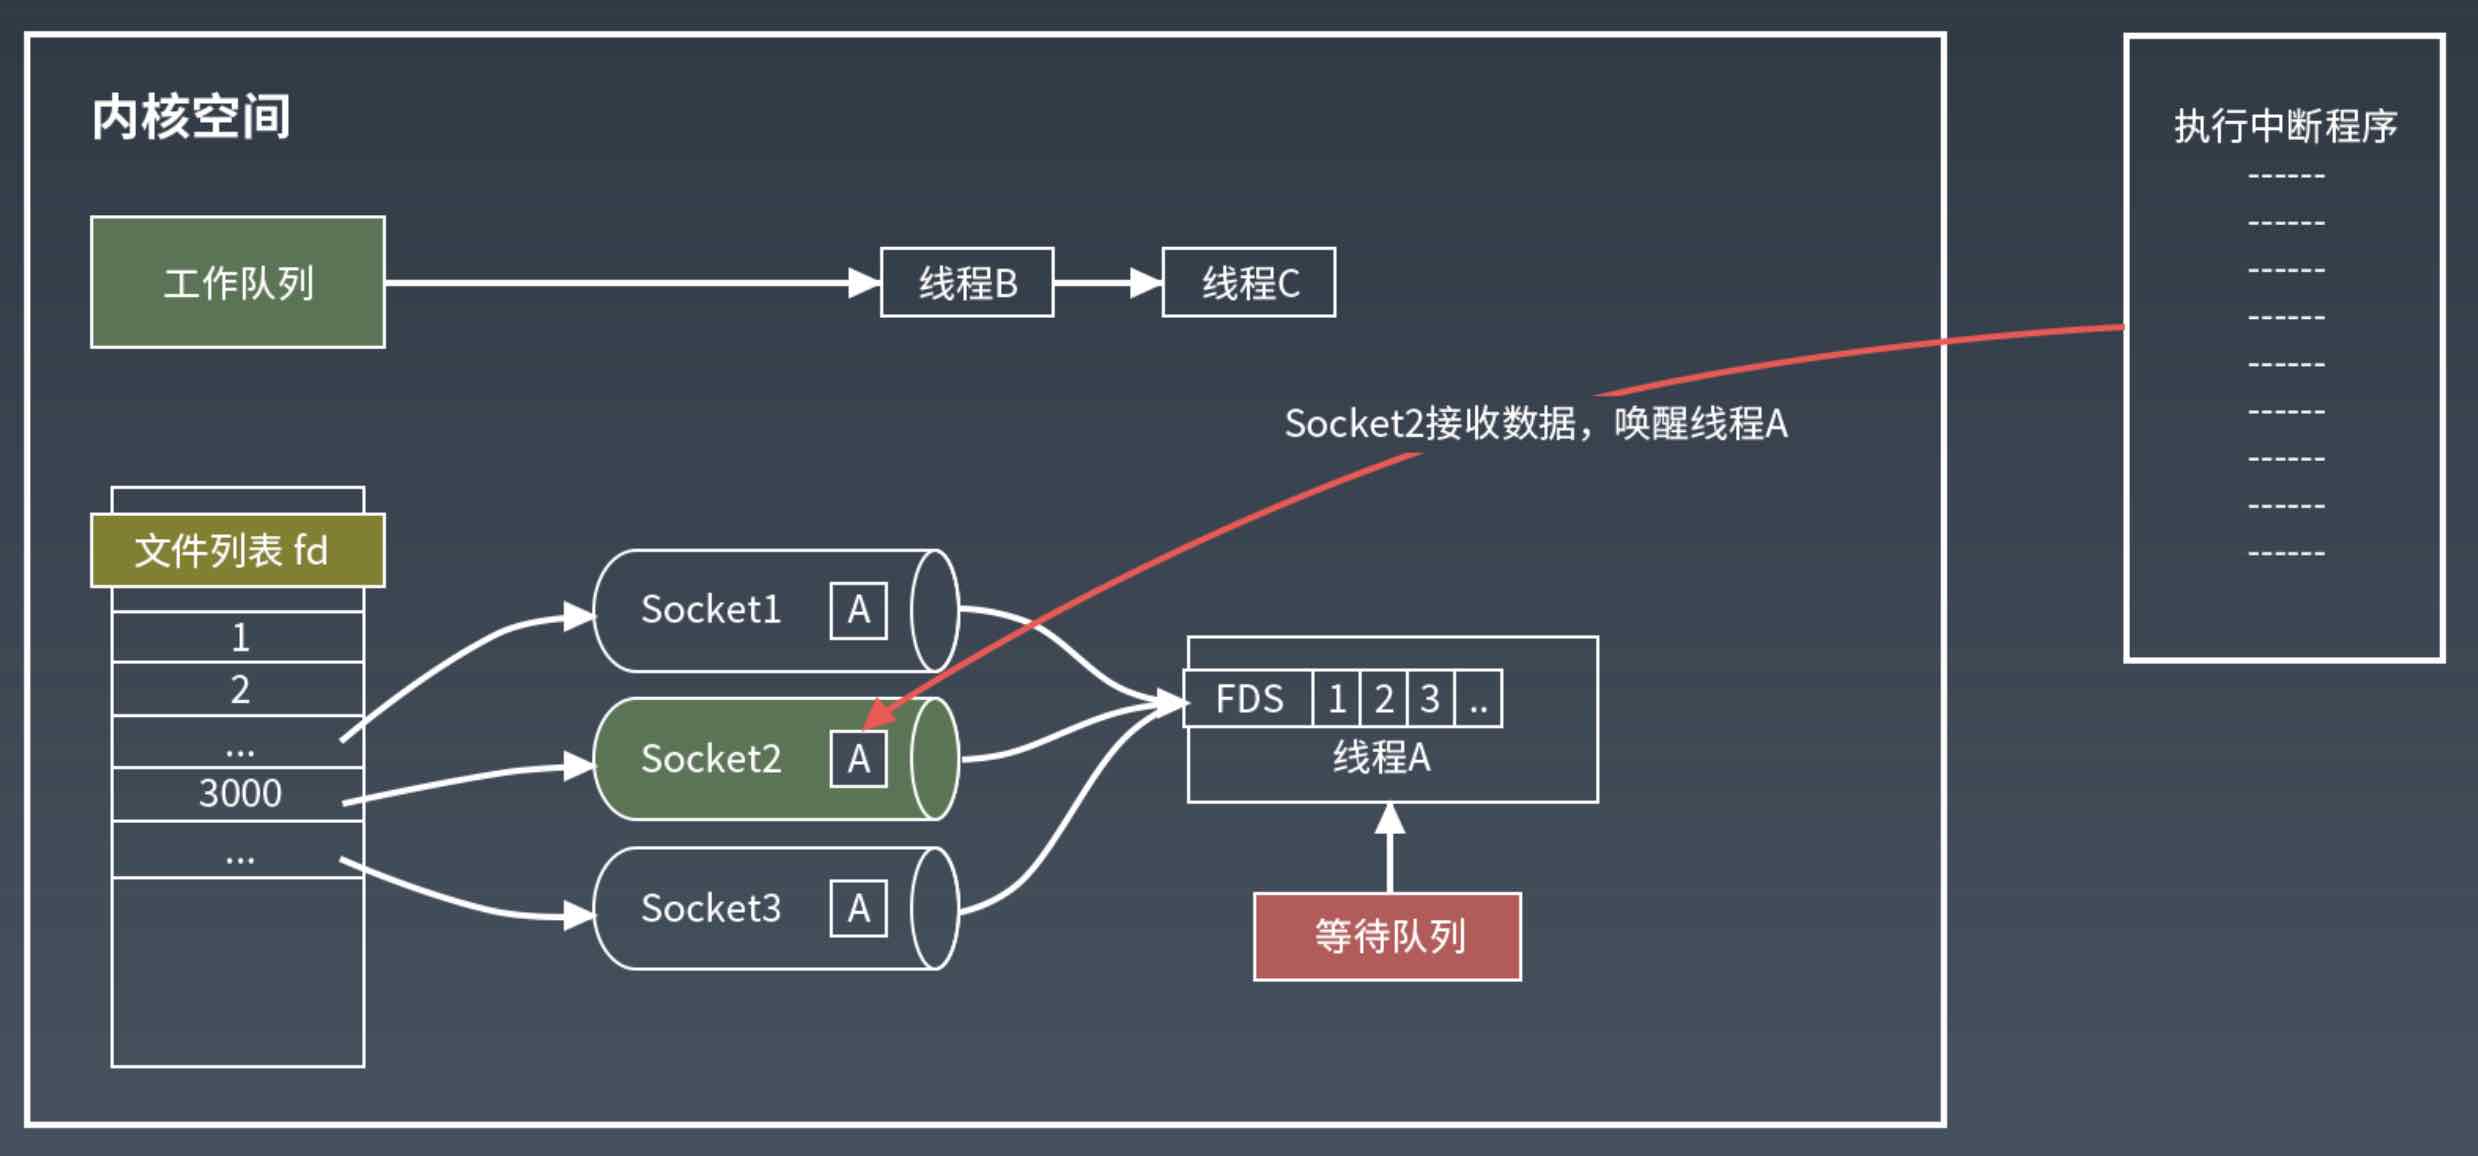 内核空间
执行中断程序
------
------
------
------
------
------
------
------
------
工作队列
线程B
线程C
Socket2接收数据，唤醒线程A
文件列表 fd
1
2
...
3000
...
Socket1 A
Socket2 A
Socket3 A
FDS 1 2 3 ..
线程A
等待队列